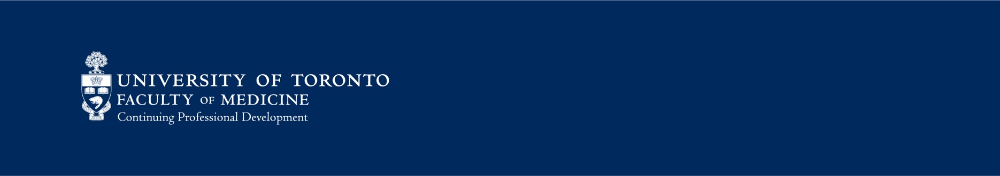 UNIVERSITY OF TORONTO
FACULTY OF MEDICINE
Continuing Professional Development